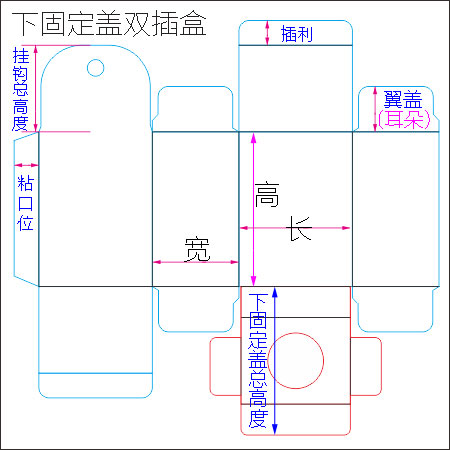 下固定盖双插盒
挂钩总高度
插利
翼盖
(耳朵)
粘口位
高
长
宽
下固定盖总高度